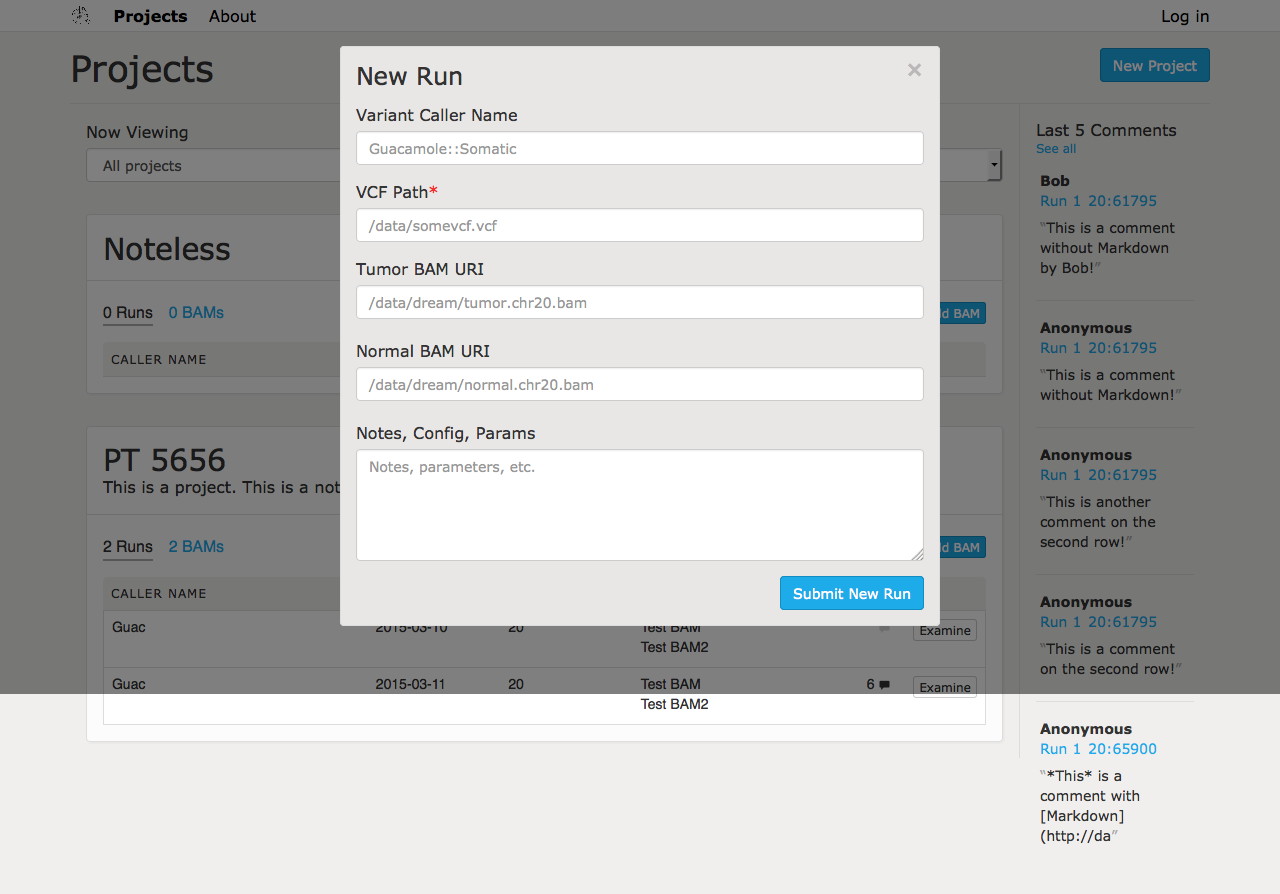 Projects About Log in
Projects
New Project
New Run ×
Variant Caller Name
Guacamole::Somatic
VCF Path*
/data/somevcf.vcf
Tumor BAM URI
/data/dream/tumor.chr20.bam
Normal BAM URI
/data/dream/normal.chr20.bam
Notes, Config, Params
Notes, parameters, etc.
Submit New Run
Now Viewing
All projects
Noteless
0 Runs 0 BAMs
d BAM
CALLER NAME
PT 5656
This is a project. This is a not
2 Runs 2 BAMs
d BAM
CALLER NAME
Guac 2015-03-10 20 Test BAM Examine
Test BAM2
Guac 2015-03-11 20 Test BAM 6 Examine
Test BAM2
Last 5 Comments
See all
Bob
Run 1 20:61795
"This is a comment
without Markdown
by Bob!"
Anonymous
Run 1 20:61795
"This is a comment
without Markdown!"
Anonymous
Run 1 20:61795
"This is another
comment on the
second row!"
Anonymous
Run 1 20:61795
"This is a comment
on the second row!"
Anonymous
Run 1 20:65900
"*This* is a
comment with
[Markdown]
(http://da"